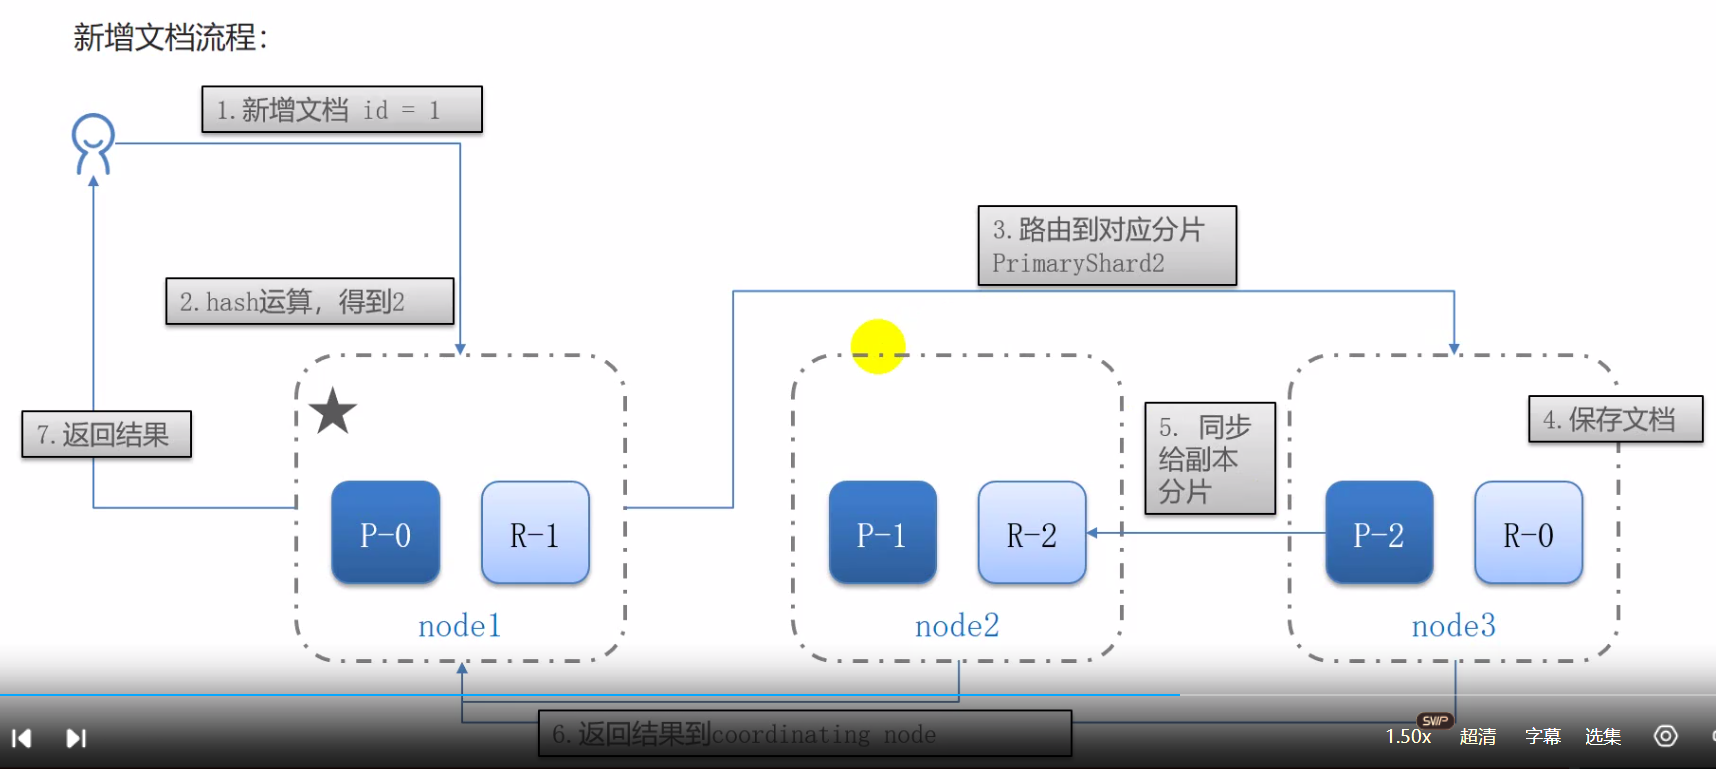 新增文档流程：
1.新增文档 id = 1
2.hash运算，得到2
3.路由到对应分片
PrimaryShard2
4.保存文档
5. 同步
给副本
分片
7.返回结果
P-0
R-1
P-1
R-2
P-2
R-0
node1
node2
node3
6.返回结果到coordinating node
SWP
1.50x
超清
字幕
选集